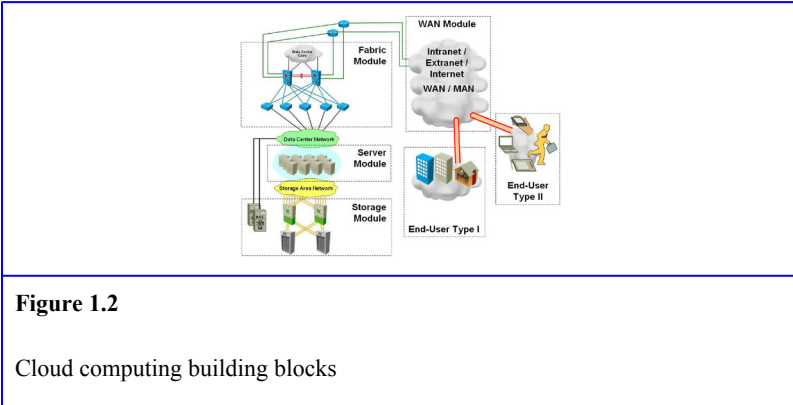 WAN Module
Fabric
Module
Data Center
Core
Intranet /
Extranet /
Internet
WAN / MAN
Data Center Network
Server
Module
Storage Area Network
Storage
Module
End-User Type I
End-User
Type II
Figure 1.2
Cloud computing building blocks